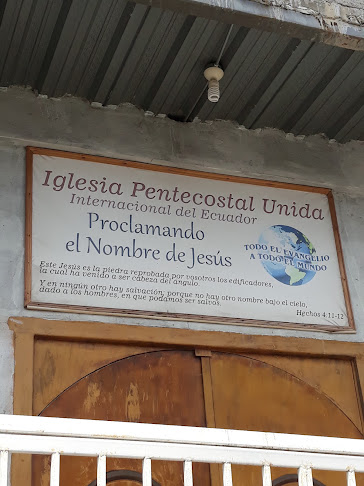 Iglesia Pentecostal Unida
Internacional del Ecuador
Proclamando
el Nombre de Jesús
TODO EL EVANGELIO
A TODO EL MUNDO
Este Jesús es la piedra reprobada por vosotros los edificadores,
la cual ha venido a ser cabeza del ángulo.
Y en ningún otro hay salvación, porque no hay otro nombre bajo el cielo,
dado a los hombres, en que podamos ser salvos.
Hechos 4.11-12